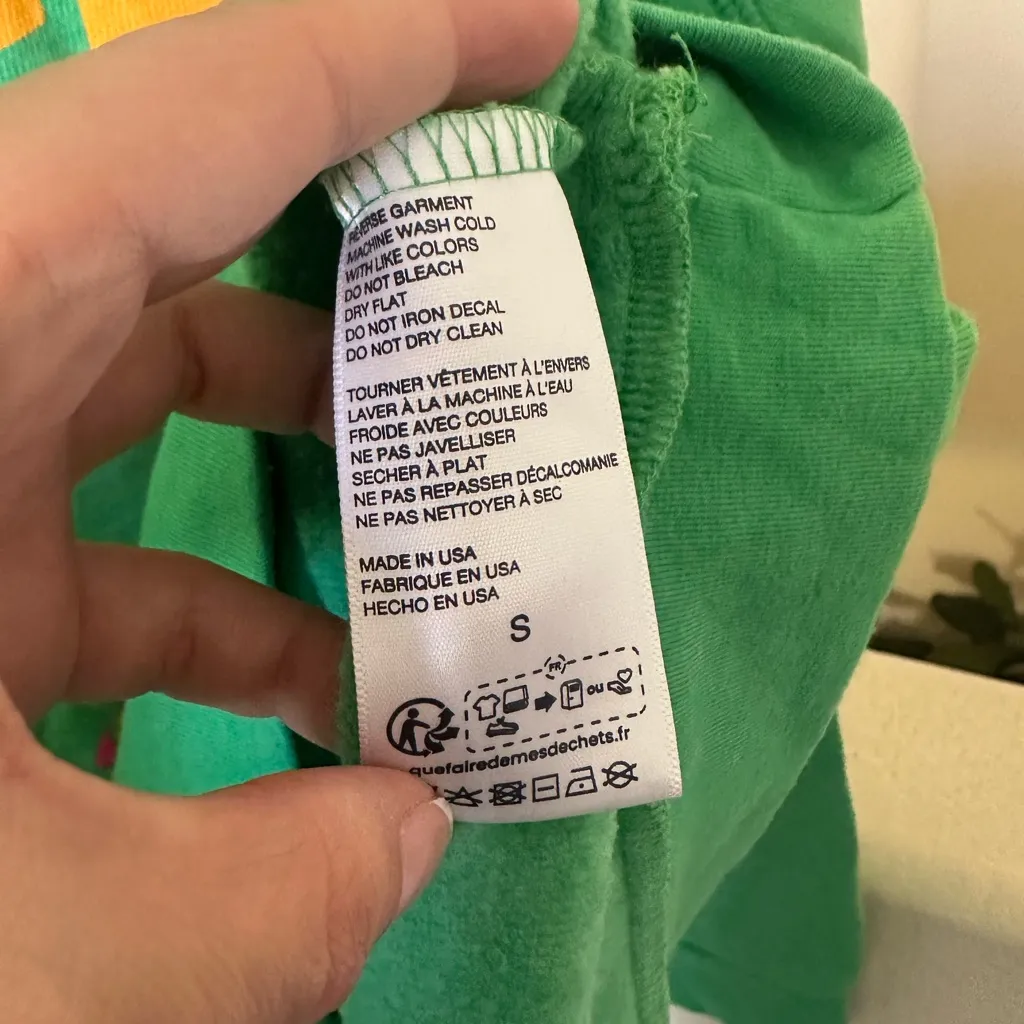 REVERSE GARMENT
MACHINE WASH COLD
WITH LIKE COLORS
DO NOT BLEACH
DRY FLAT
DO NOT IRON DECAL
DO NOT DRY CLEAN
TOURNER VÊTEMENT À L'ENVERS
LAVER À LA MACHINE À L'EAU
FROIDE AVEC COULEURS
NE PAS JAVELLISER
SECHER À PLAT
NE PAS REPASSER DÉCALCOMANIE
NE PAS NETTOYER À SEC
MADE IN USA
FABRIQUE EN USA
HECHO EN USA
S
FR
ou
quefairedemesdechets.fr